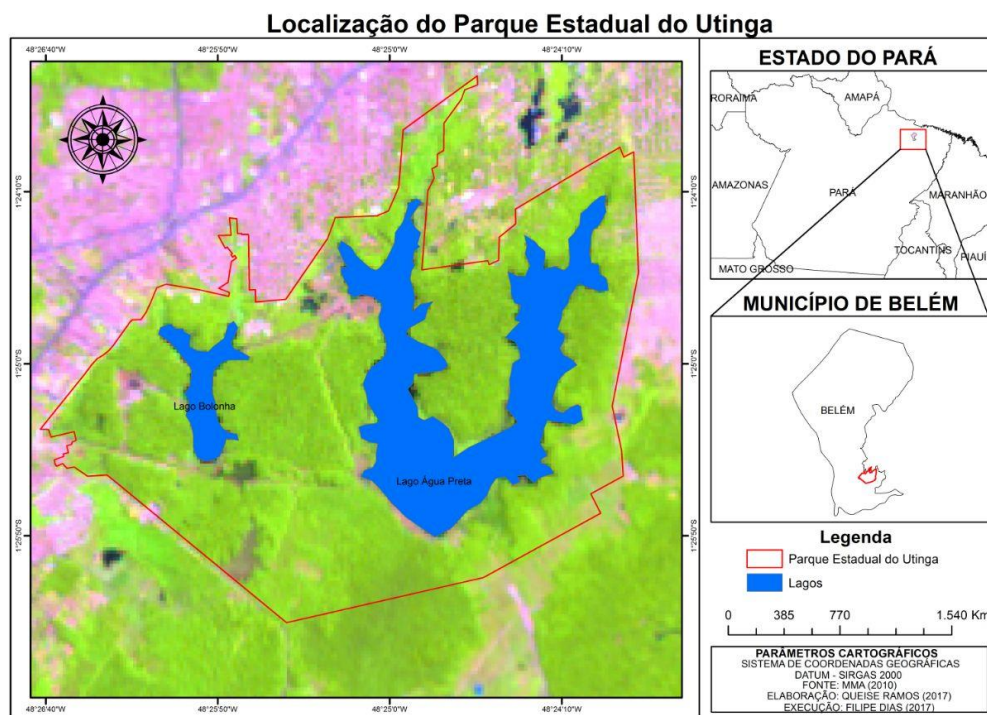 Localização do Parque Estadual do Utinga
48°26'40"W
48°25'50"W
48°25'0"W
48°24'10"W
1°24'10"S
1°25'0"S
1°25'50"S
1°24'10"S
1°25'0"S
1°25'50"S
Lago Bolonha
Lago Água Preta
48°26'40"W
48°25'50"W
48°25'0"W
48°24'10"W
ESTADO DO PARÁ
RORAIMA
AMAPÁ
AMAZONAS
PARÁ
MARANHÃO
TOCANTINS
PIAUÍ
MATO GROSSO
MUNICÍPIO DE BELÉM
BELÉM
Legenda
Parque Estadual do Utinga
Lagos
0 385 770 1.540 Km
PARÂMETROS CARTOGRÁFICOS
SISTEMA DE COORDENADAS GEOGRÁFICAS
DATUM - SIRGAS 2000
FONTE: MMA (2010)
ELABORAÇÃO: QUEISE RAMOS (2017)
EXECUÇÃO: FILIPE DIAS (2017)